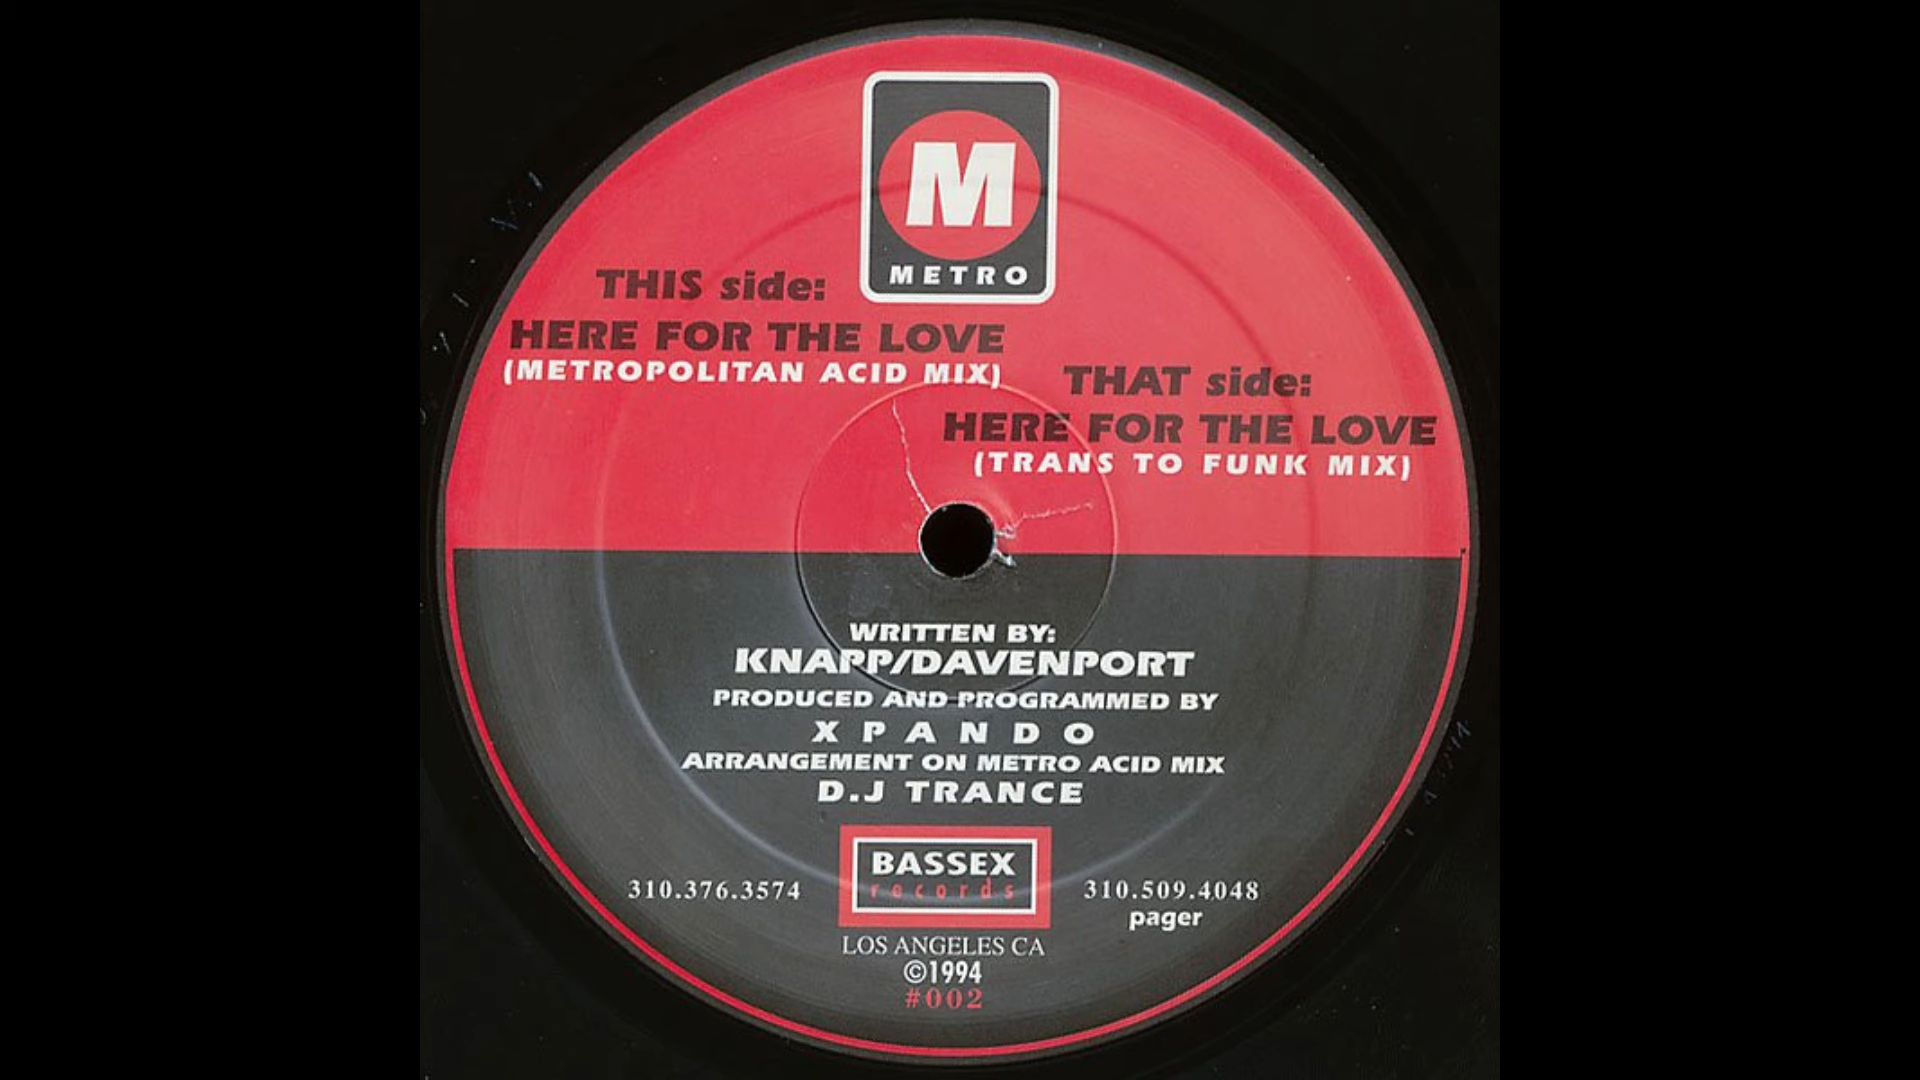 M
METRO
THIS side:
HERE FOR THE LOVE
(METROPOLITAN ACID MIX)
THAT side:
HERE FOR THE LOVE
(TRANS TO FUNK MIX)
WRITTEN BY:
KNAPP/DAVENPORT
PRODUCED AND PROGRAMMED BY
X P A N D O
ARRANGEMENT ON METRO ACID MIX
D.J TRANCE
BASSEX
records
310.376.3574
310.509.4048
pager
LOS ANGELES CA
©1994
#002